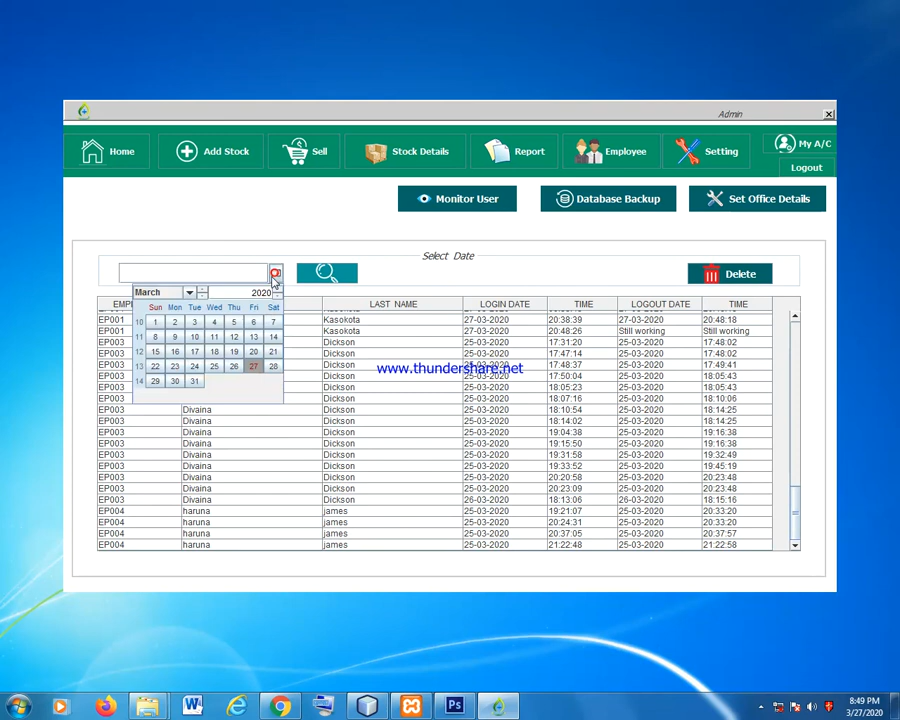 Admin
Home Add Stock Sell Stock Details Report Employee Setting My A/C
Logout
Monitor User Database Backup Set Office Details
Select Date
Delete
March 2020
Sun Mon Tue Wed Thu Fri Sat
10 1 2 3 4 5 6 7
11 8 9 10 11 12 13 14
12 15 16 17 18 19 20 21
13 22 23 24 25 26 27 28
14 29 30 31
LAST NAME LOGIN DATE TIME LOGOUT DATE TIME
EP001 Kasokota 27-03-2020 20:38:39 27-03-2020 20:48:18
EP001 Kasokota 27-03-2020 20:48:26 Still working Still working
EP003 Dickson 25-03-2020 17:31:20 25-03-2020 17:48:02
EP003 Dickson 25-03-2020 17:47:14 25-03-2020 17:48:02
EP003 Dickson 17:48:37 17:49:41
www.thundershare.net
EP003 Dickson 25-03-2020 17:50:04 25-03-2020 18:05:43
EP003 Dickson 25-03-2020 18:05:23 25-03-2020 18:05:43
EP003 Dickson 25-03-2020 18:07:16 25-03-2020 18:10:06
EP003 Divaina Dickson 25-03-2020 18:10:54 25-03-2020 18:14:25
EP003 Divaina Dickson 25-03-2020 18:14:02 25-03-2020 18:14:25
EP003 Divaina Dickson 25-03-2020 19:04:38 25-03-2020 19:16:38
EP003 Divaina Dickson 25-03-2020 19:15:50 25-03-2020 19:16:38
EP003 Divaina Dickson 25-03-2020 19:31:58 25-03-2020 19:32:49
EP003 Divaina Dickson 25-03-2020 19:33:52 25-03-2020 19:45:19
EP003 Divaina Dickson 25-03-2020 20:20:58 25-03-2020 20:23:48
EP003 Divaina Dickson 25-03-2020 20:23:09 25-03-2020 20:23:48
EP003 Divaina Dickson 26-03-2020 18:13:10 26-03-2020 18:15:16
EP004 haruna james 25-03-2020 19:21:07 25-03-2020 20:33:20
EP004 haruna james 25-03-2020 20:24:31 25-03-2020 20:33:20
EP004 haruna james 25-03-2020 20:37:05 25-03-2020 20:37:57
EP004 haruna james 25-03-2020 21:22:48 25-03-2020 21:22:58
8:49 PM
3/27/2020